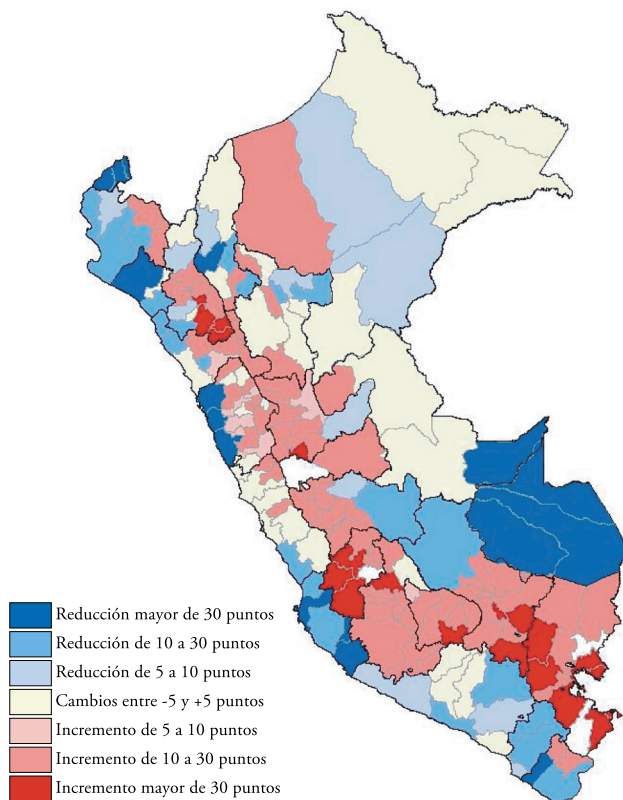 Reducción mayor de 30 puntos
Reducción de 10 a 30 puntos
Reducción de 5 a 10 puntos
Cambios entre -5 y +5 puntos
Incremento de 5 a 10 puntos
Incremento de 10 a 30 puntos
Incremento mayor de 30 puntos